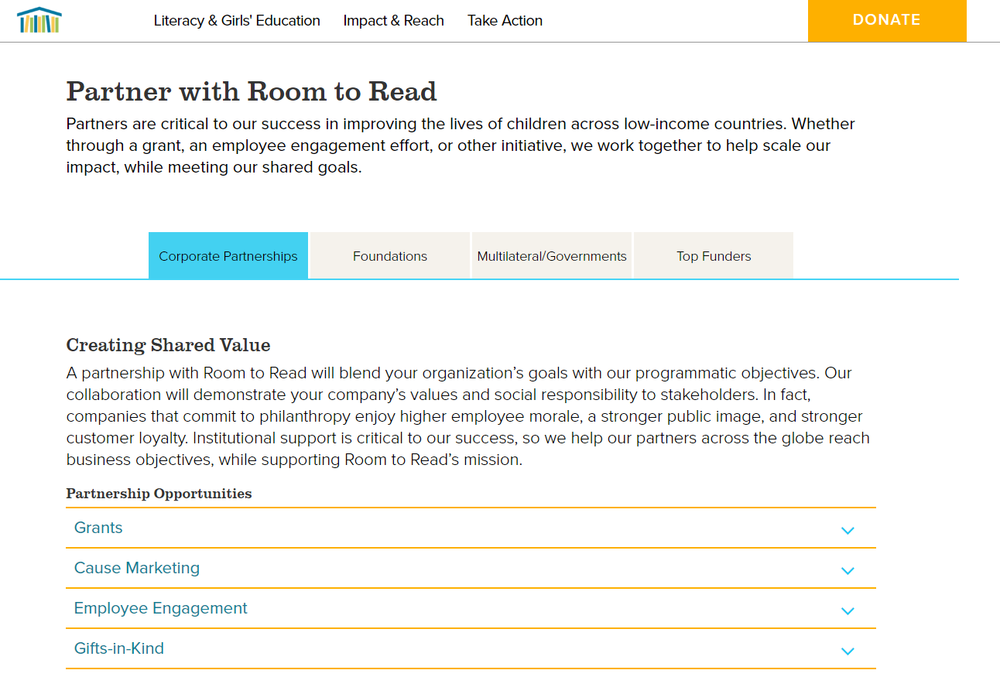 Literacy & Girls' Education Impact & Reach Take Action DONATE
Partner with Room to Read
Partners are critical to our success in improving the lives of children across low-income countries. Whether
through a grant, an employee engagement effort, or other initiative, we work together to help scale our
impact, while meeting our shared goals.
Corporate Partnerships Foundations Multilateral/Governments Top Funders
Creating Shared Value
A partnership with Room to Read will blend your organization’s goals with our programmatic objectives. Our
collaboration will demonstrate your company’s values and social responsibility to stakeholders. In fact,
companies that commit to philanthropy enjoy higher employee morale, a stronger public image, and stronger
customer loyalty. Institutional support is critical to our success, so we help our partners across the globe reach
business objectives, while supporting Room to Read’s mission.
Partnership Opportunities
Grants
Cause Marketing
Employee Engagement
Gifts-in-Kind